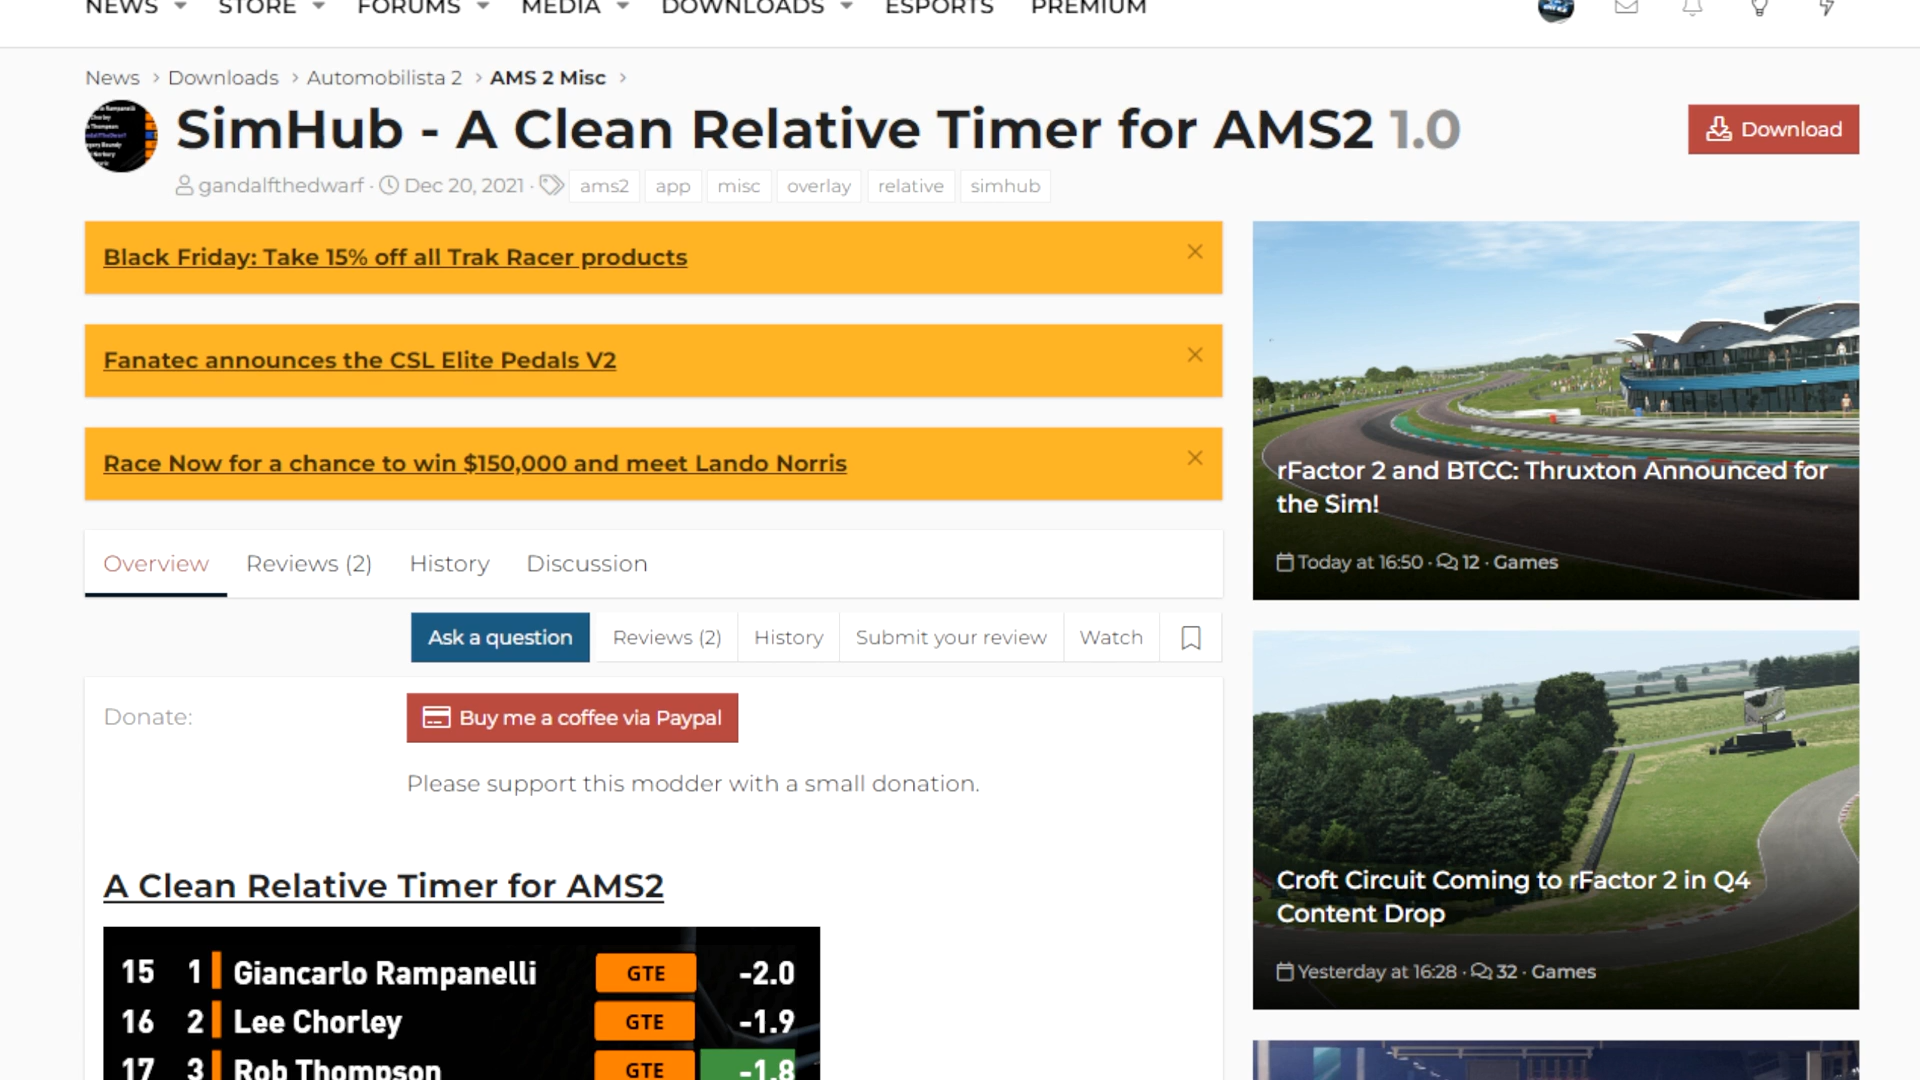 NEWS STORE FORUMS MEDIA DOWNLOADS ESPORTS PREMIUM
News > Downloads > Automobilista 2 > AMS 2 Misc >
SimHub - A Clean Relative Timer for AMS2 1.0
Download
gandalfthedwarf · Dec 20, 2021 · ams2 app misc overlay relative simhub
Black Friday: Take 15% off all Trak Racer products
Fanatec announces the CSL Elite Pedals V2
Race Now for a chance to win $150,000 and meet Lando Norris
Overview Reviews (2) History Discussion
Ask a question Reviews (2) History Submit your review Watch
Donate: Buy me a coffee via Paypal
Please support this modder with a small donation.
A Clean Relative Timer for AMS2
15 1 Giancarlo Rampanelli GTE -2.0
16 2 Lee Chorley GTE -1.9
17 3 Rob Thompson GTE -1.8
rFactor 2 and BTCC: Thruxton Announced for
the Sim!
Today at 16:50 · 12 · Games
Croft Circuit Coming to rFactor 2 in Q4
Content Drop
Yesterday at 16:28 · 32 · Games